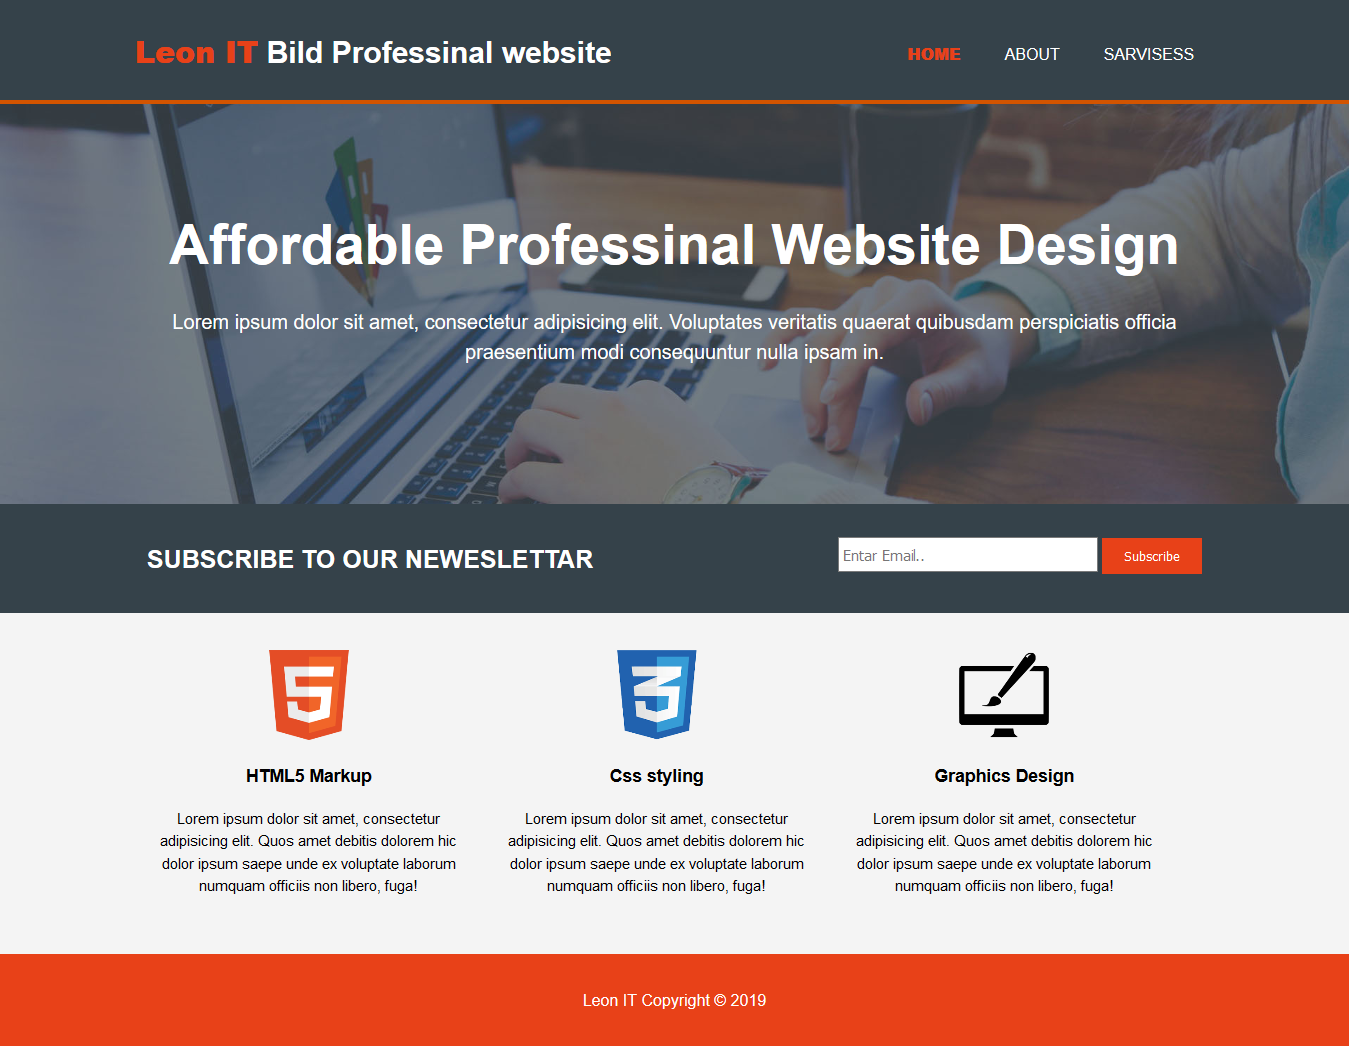 Leon IT Bild Professinal website
HOME ABOUT SARVISESS
Affordable Professinal Website Design
Lorem ipsum dolor sit amet, consectetur adipisicing elit. Voluptates veritatis quaerat quibusdam perspiciatis officia
praesentium modi consequuntur nulla ipsam in.
SUBSCRIBE TO OUR NEWESLETTAR
Entar Email..
Subscribe
HTML5 Markup
Lorem ipsum dolor sit amet, consectetur
adipisicing elit. Quos amet debitis dolorem hic
dolor ipsum saepe unde ex voluptate laborum
numquam officiis non libero, fuga!
Css styling
Lorem ipsum dolor sit amet, consectetur
adipisicing elit. Quos amet debitis dolorem hic
dolor ipsum saepe unde ex voluptate laborum
numquam officiis non libero, fuga!
Graphics Design
Lorem ipsum dolor sit amet, consectetur
adipisicing elit. Quos amet debitis dolorem hic
dolor ipsum saepe unde ex voluptate laborum
numquam officiis non libero, fuga!
Leon IT Copyright © 2019